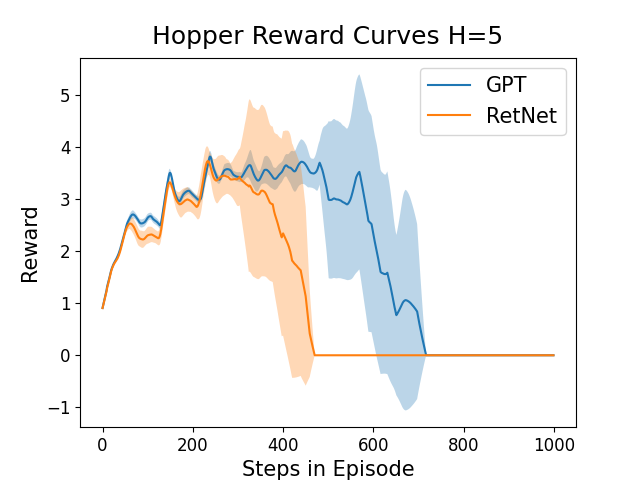 Hopper Reward Curves H=5
GPT
RetNet
Reward
5
4
3
2
1
0
−1
0 200 400 600 800 1000
Steps in Episode